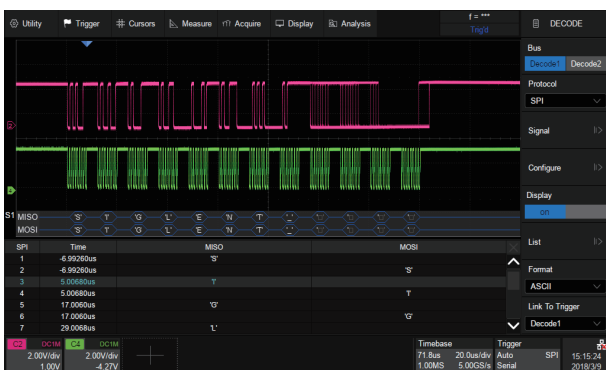 Utility Trigger Cursors Measure Acquire Display Analysis f = *** Trig'd DECODE
Bus
Decode1 Decode2
Protocol
SPI
Signal
Configure
Display
on
List
Format
ASCII
Link To Trigger
Decode1
2
4
S1 MISO 'S' 'I' 'G' 'L' 'E' 'N' 'T'
MOSI 'S' 'I' 'G' 'L' 'E' 'N' 'T'
SPI Time MISO MOSI
1 -6.99260us 'S'
2 -6.99260us 'S'
3 5.00680us 'I'
4 5.00680us 'I'
5 17.0060us 'G'
6 17.0060us 'G'
7 29.0068us 'L'
C2 DC1M C4 DC1M Timebase Trigger
2.00V/div 2.00V/div 71.8us 20.0us/div Auto SPI 15:15:24
1.00V -4.27V 1.00MS 5.00GS/s Serial 2018/3/9